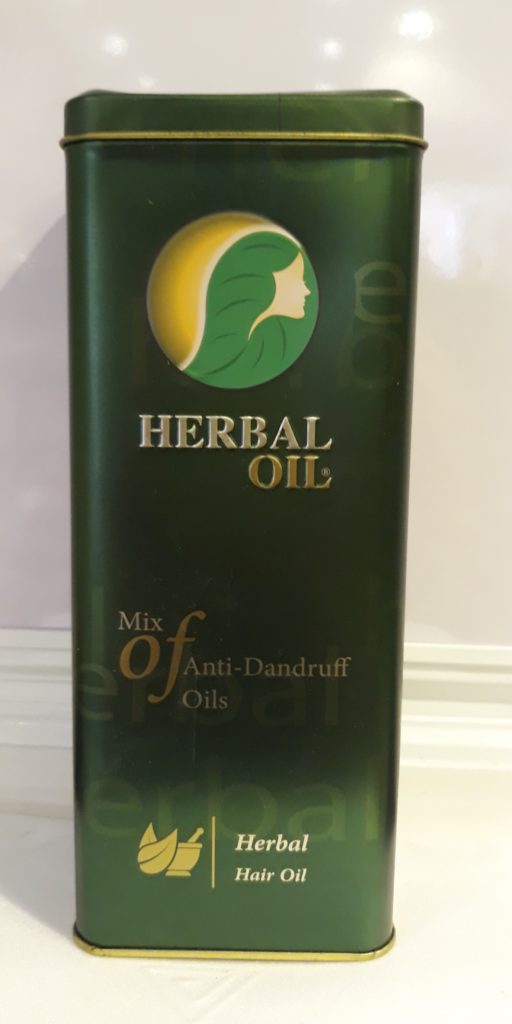 HERBAL
OIL®
Mix
of Anti-Dandruff
Oils
Herbal
Hair Oil